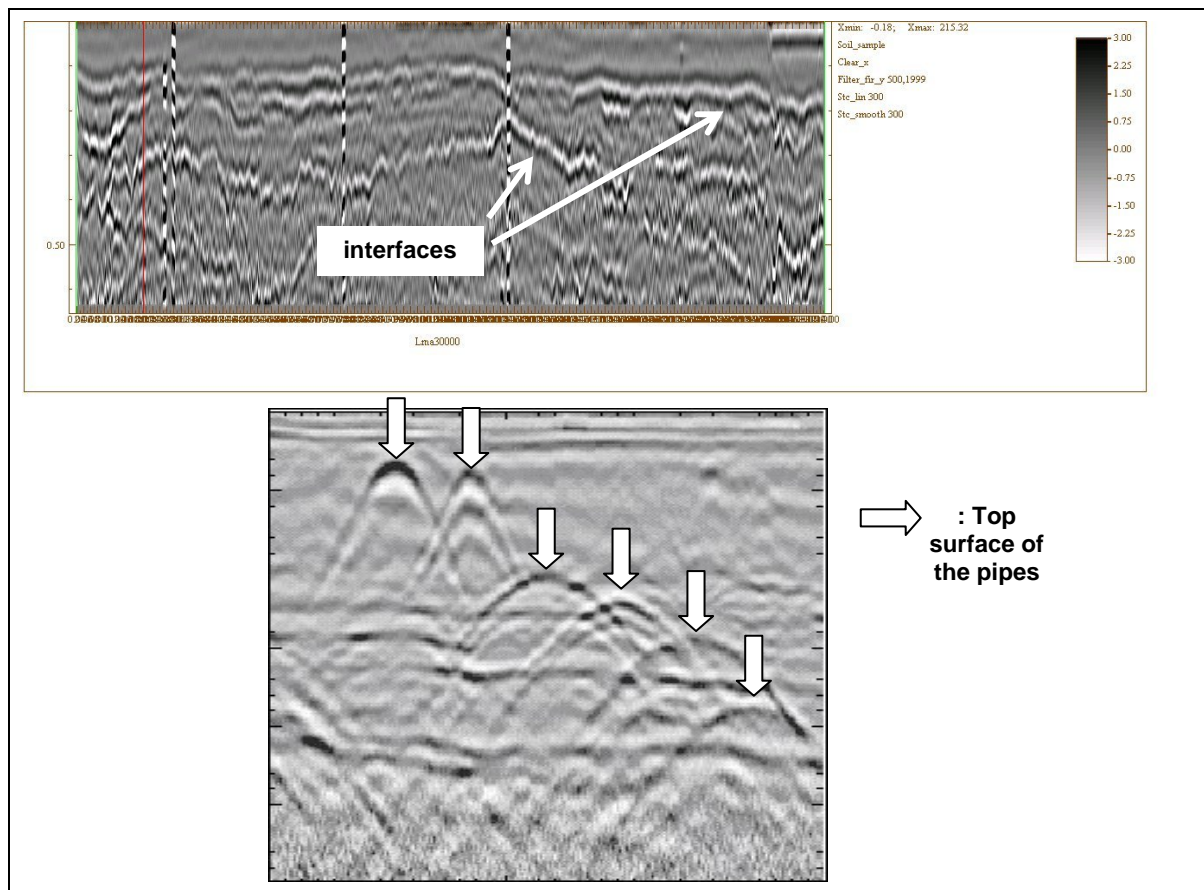 Xmin: -0.18; Xmax: 215.32
Soil_sample
Clear_x
Filter_fir_y 500,1999
Stc_lin 300
Stc_smooth 300
3.00
2.25
1.50
0.75
0.00
-0.75
-1.50
-2.25
-3.00
interfaces
0.50
Lma30000
: Top
surface of
the pipes